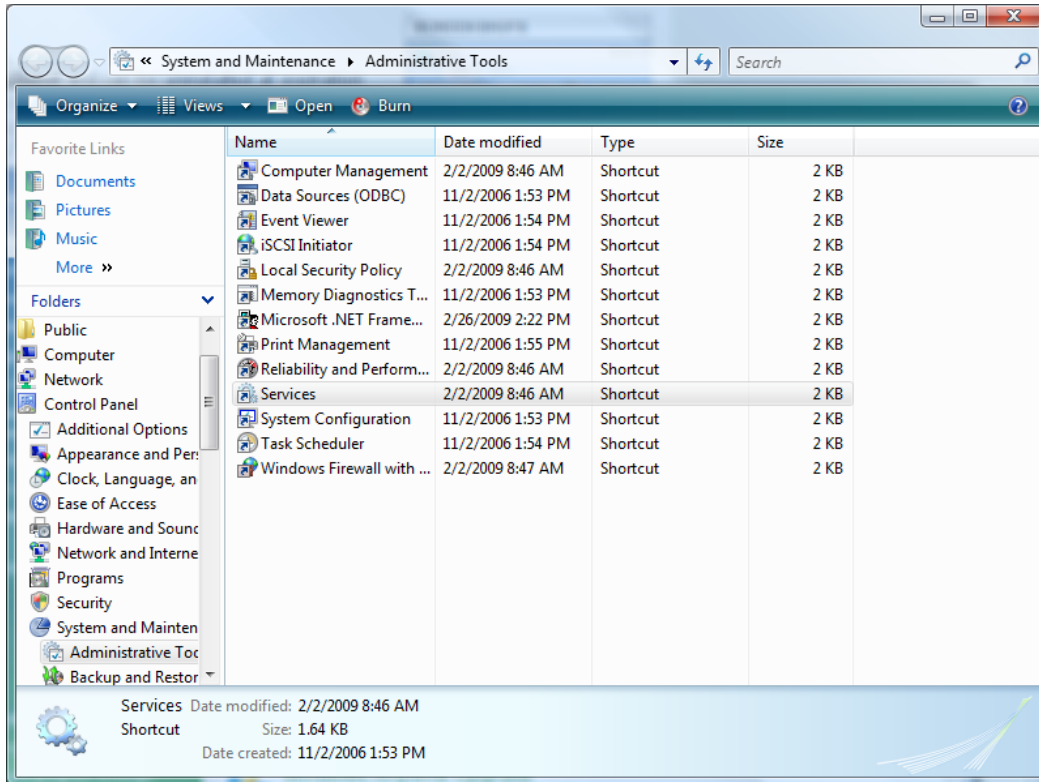 « System and Maintenance ▸ Administrative Tools
Search
Organize Views Open Burn
Favorite Links
Documents
Pictures
Music
More »
Folders
Public
Computer
Network
Control Panel
Additional Options
Appearance and Pers
Clock, Language, an
Ease of Access
Hardware and Sound
Network and Interne
Programs
Security
System and Mainten
Administrative Toc
Backup and Restor
Name Date modified Type Size
Computer Management 2/2/2009 8:46 AM Shortcut 2 KB
Data Sources (ODBC) 11/2/2006 1:53 PM Shortcut 2 KB
Event Viewer 11/2/2006 1:54 PM Shortcut 2 KB
iSCSI Initiator 11/2/2006 1:54 PM Shortcut 2 KB
Local Security Policy 2/2/2009 8:46 AM Shortcut 2 KB
Memory Diagnostics T... 11/2/2006 1:53 PM Shortcut 2 KB
Microsoft .NET Frame... 2/26/2009 2:22 PM Shortcut 2 KB
Print Management 11/2/2006 1:55 PM Shortcut 2 KB
Reliability and Perform... 2/2/2009 8:46 AM Shortcut 2 KB
Services 2/2/2009 8:46 AM Shortcut 2 KB
System Configuration 11/2/2006 1:53 PM Shortcut 2 KB
Task Scheduler 11/2/2006 1:54 PM Shortcut 2 KB
Windows Firewall with ... 2/2/2009 8:47 AM Shortcut 2 KB
Services Date modified: 2/2/2009 8:46 AM
Shortcut Size: 1.64 KB
Date created: 11/2/2006 1:53 PM